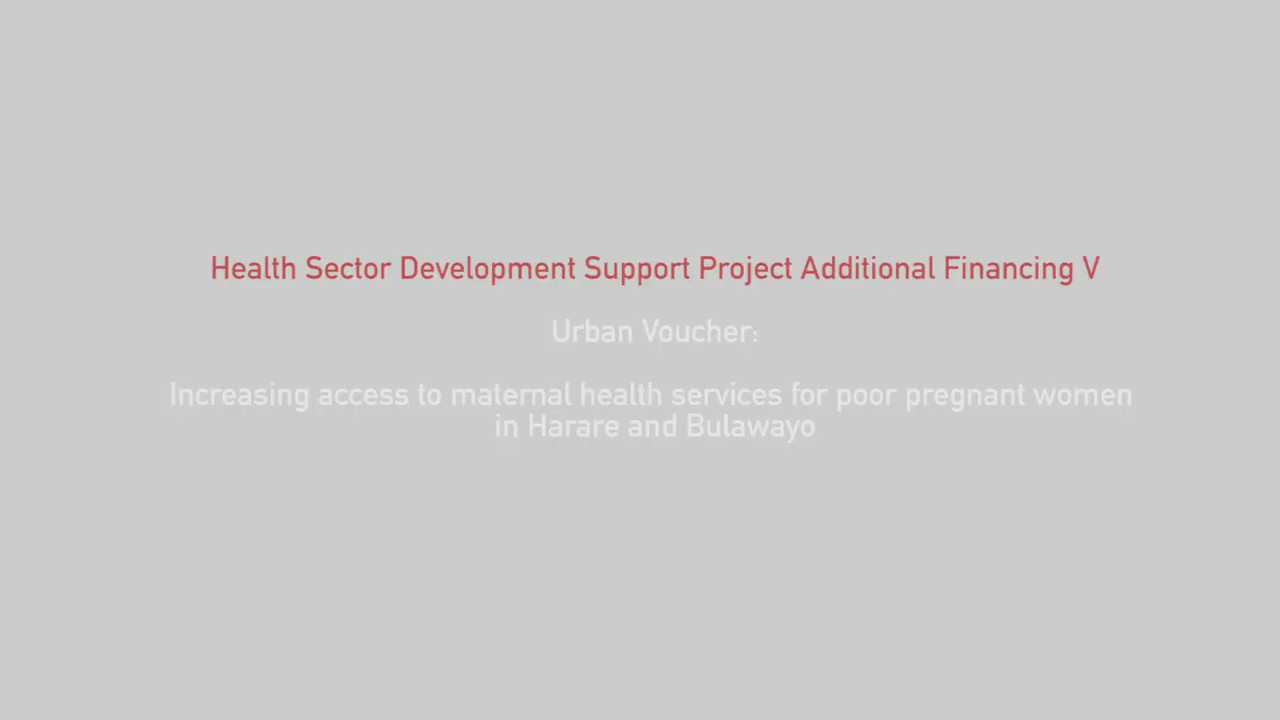 Health Sector Development Support Project Additional Financing V
Urban Voucher:
Increasing access to maternal health services for poor pregnant women
in Harare and Bulawayo